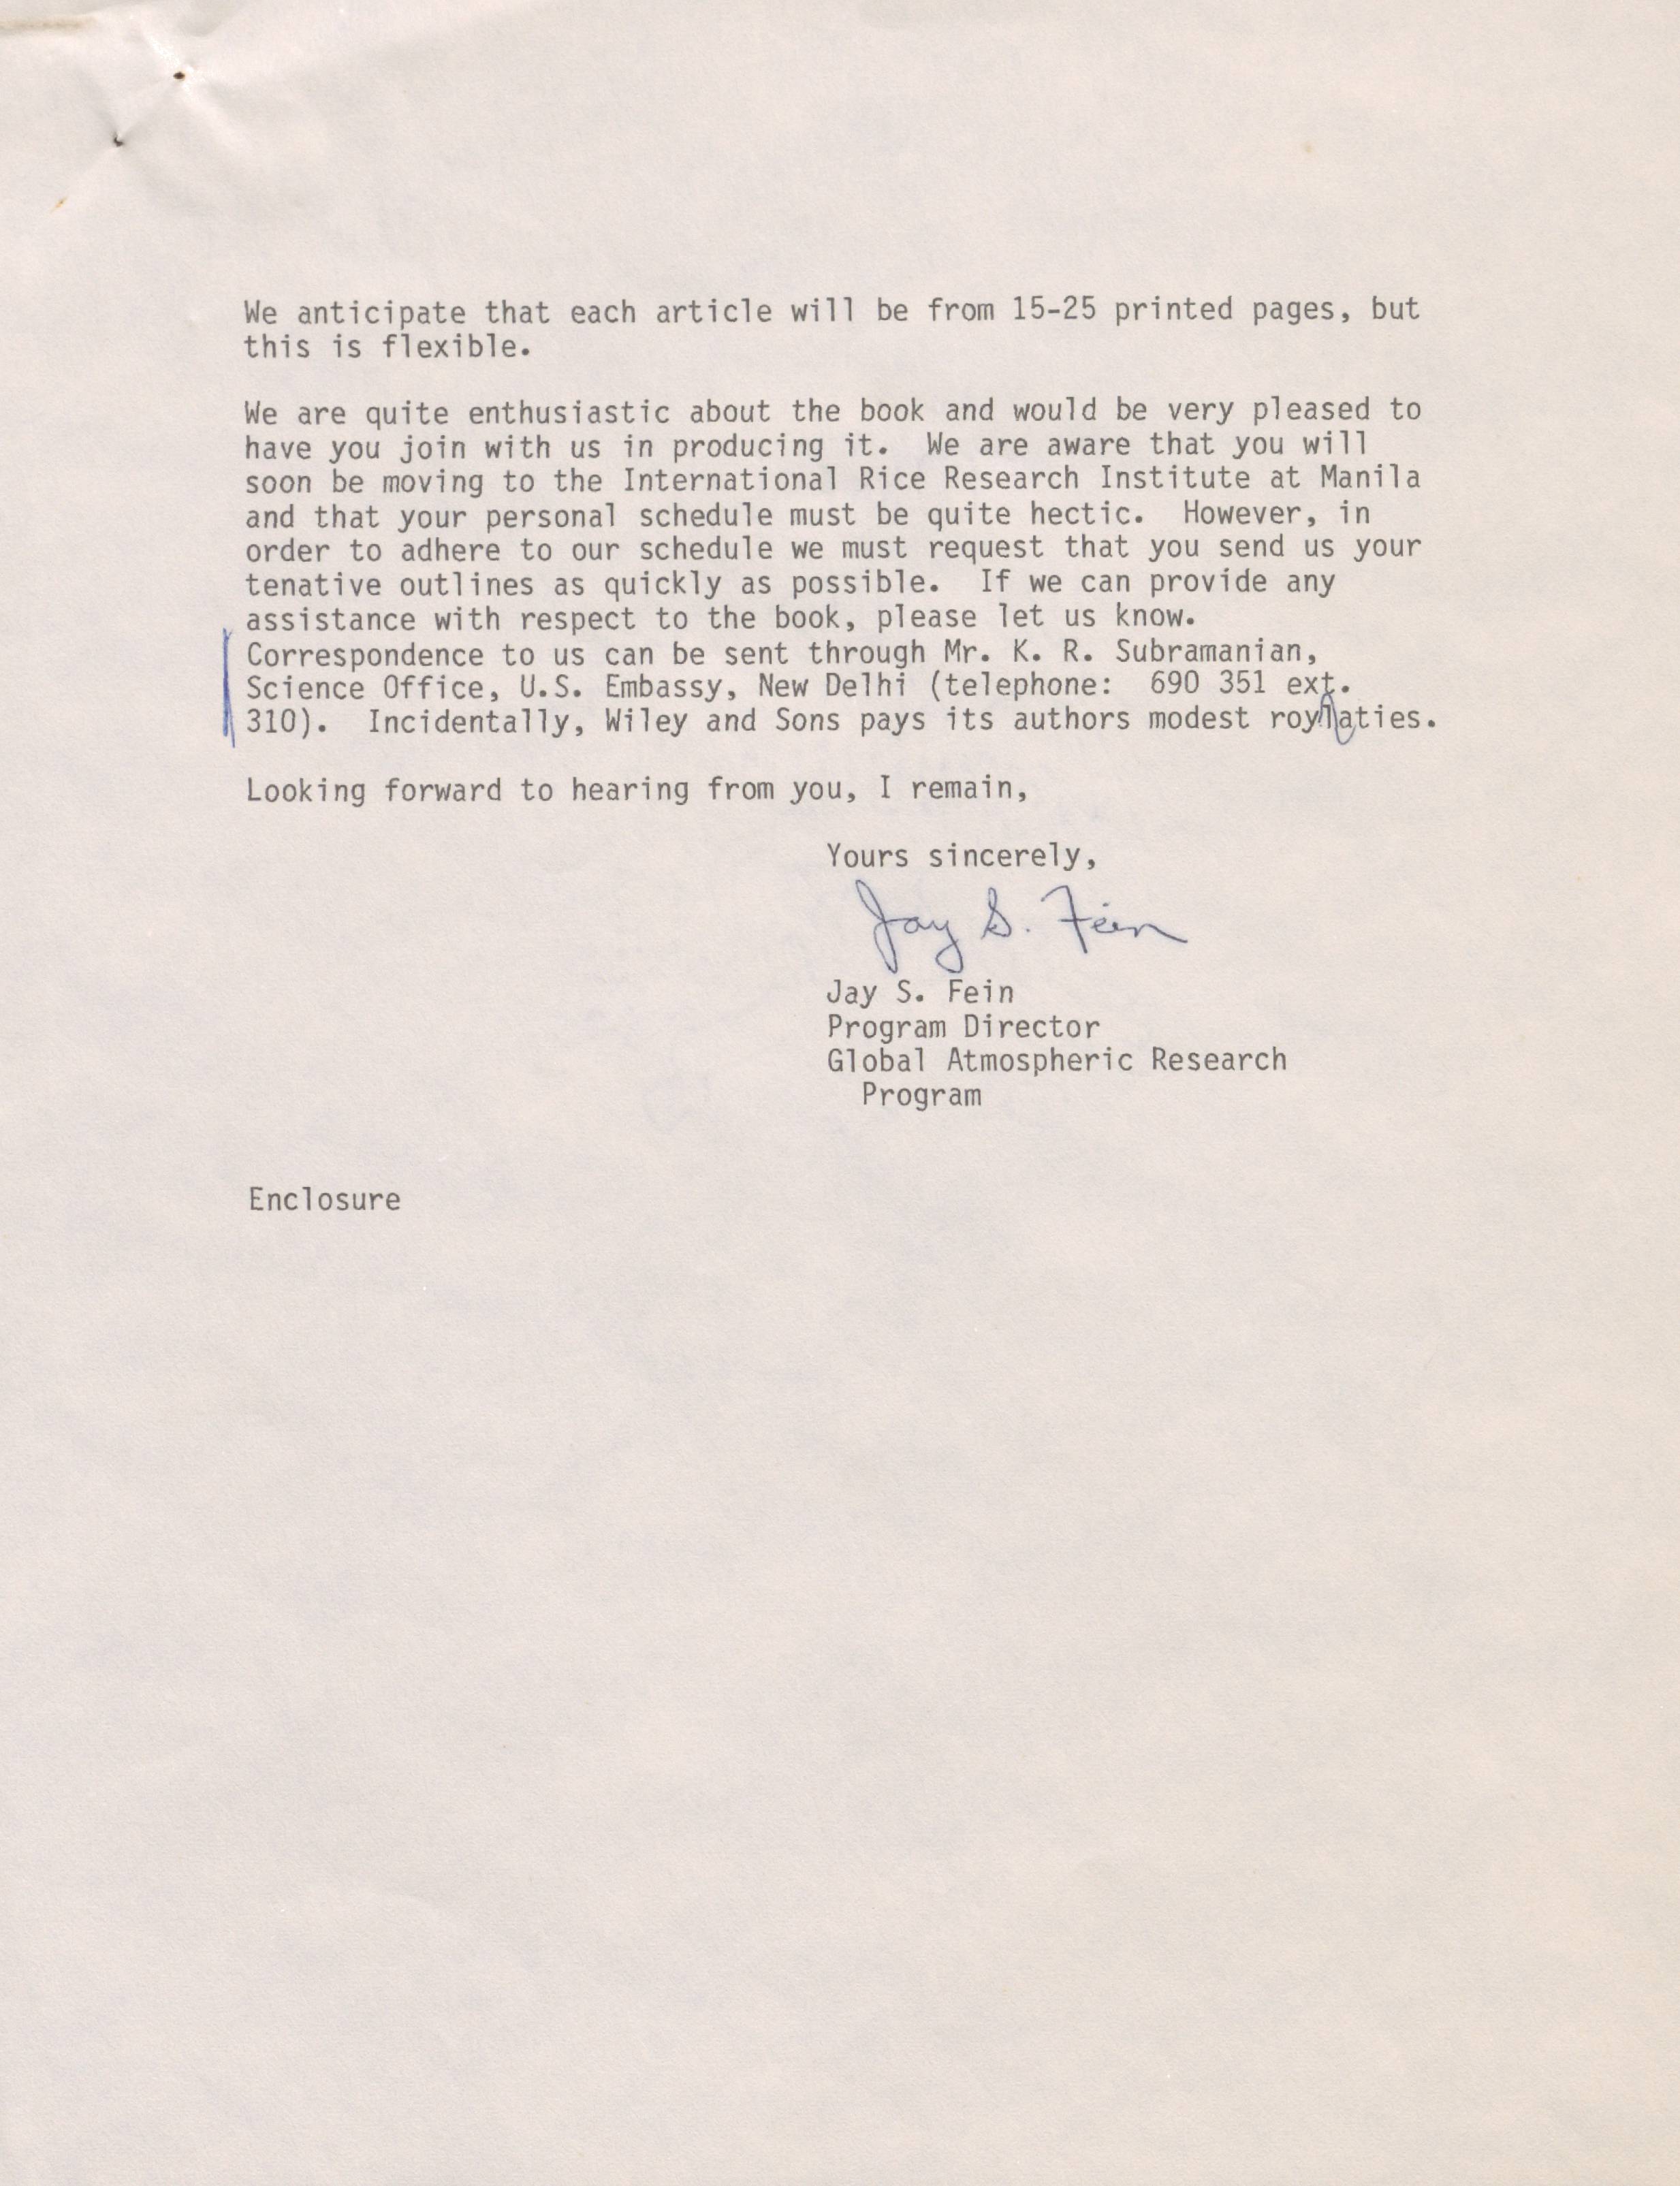 We anticipate that each article will be from 15-25 printed pages, but
this is flexible.
We are quite enthusiastic about the book and would be very pleased to
have you join with us in producing it. We are aware that you will
soon be moving to the International Rice Research Institute at Manila
and that your personal schedule must be quite hectic. However, in
order to adhere to our schedule we must request that you send us your
tenative outlines as quickly as possible. If we can provide any
assistance with respect to the book, please let us know.
Correspondence to us can be sent through Mr. K. R. Subramanian,
Science Office, U.S. Embassy, New Delhi (telephone: 690 351 ext.
310). Incidentally, Wiley and Sons pays its authors modest roylaties.
Looking forward to hearing from you, I remain,
Yours sincerely,
Jay S. Fein
Jay S. Fein
Program Director
Global Atmospheric Research
Program
Enclosure